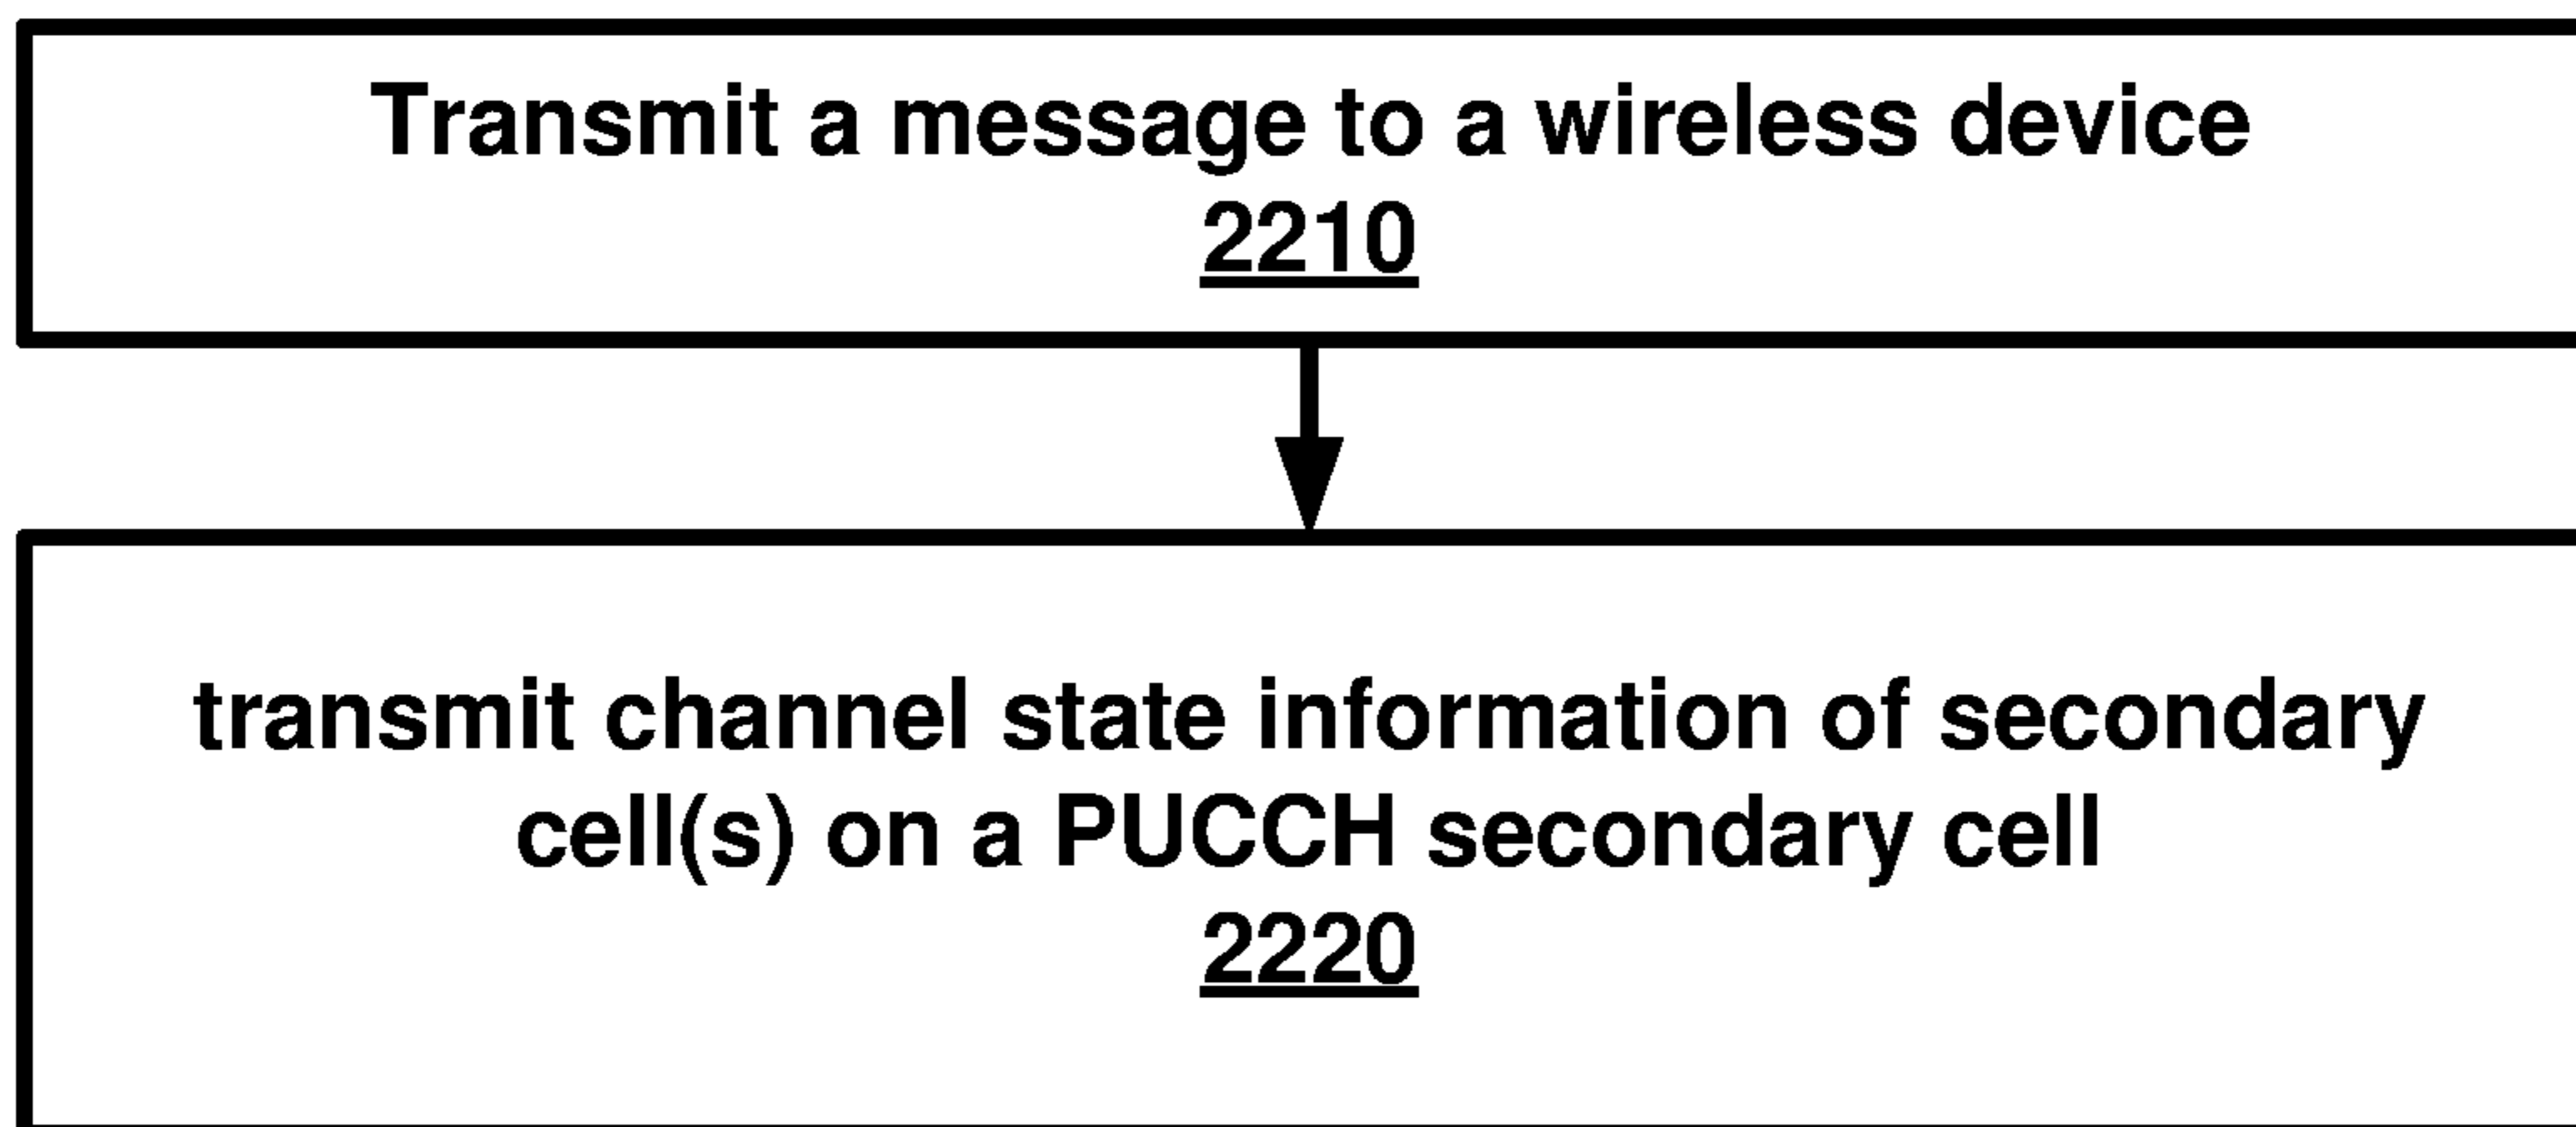 Transmit a message to a wireless device
2210
transmit channel state information of secondary
cell(s) on a PUCCH secondary cell
2220